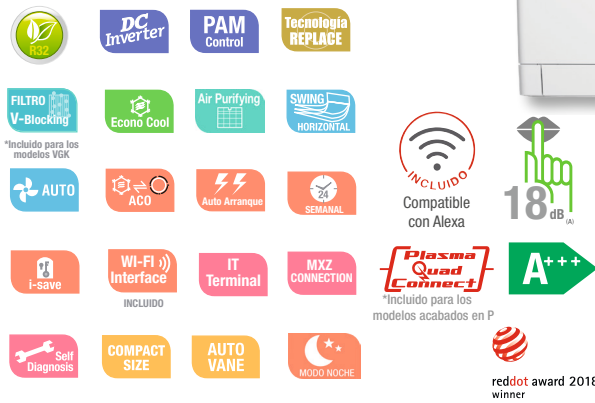 R32
DC
Inverter
PAM
Control
Tecnología
REPLACE
FILTRO
V-Blocking
*Incluido para los
modelos VGK
Econo Cool
Air Purifying
SWING
HORIZONTAL
AUTO
ACO
Auto Arranque
24
SEMANAL
INCLUIDO
Compatible
con Alexa
18 dB (A)
i-save
WI-FI
Interface
INCLUIDO
IT
Terminal
MXZ
CONNECTION
Plasma
Quad
Connect
*Incluido para los
modelos acabados en P
A+++
Self
Diagnosis
COMPACT
SIZE
AUTO
VANE
MODO NOCHE
reddot award 2018
winner